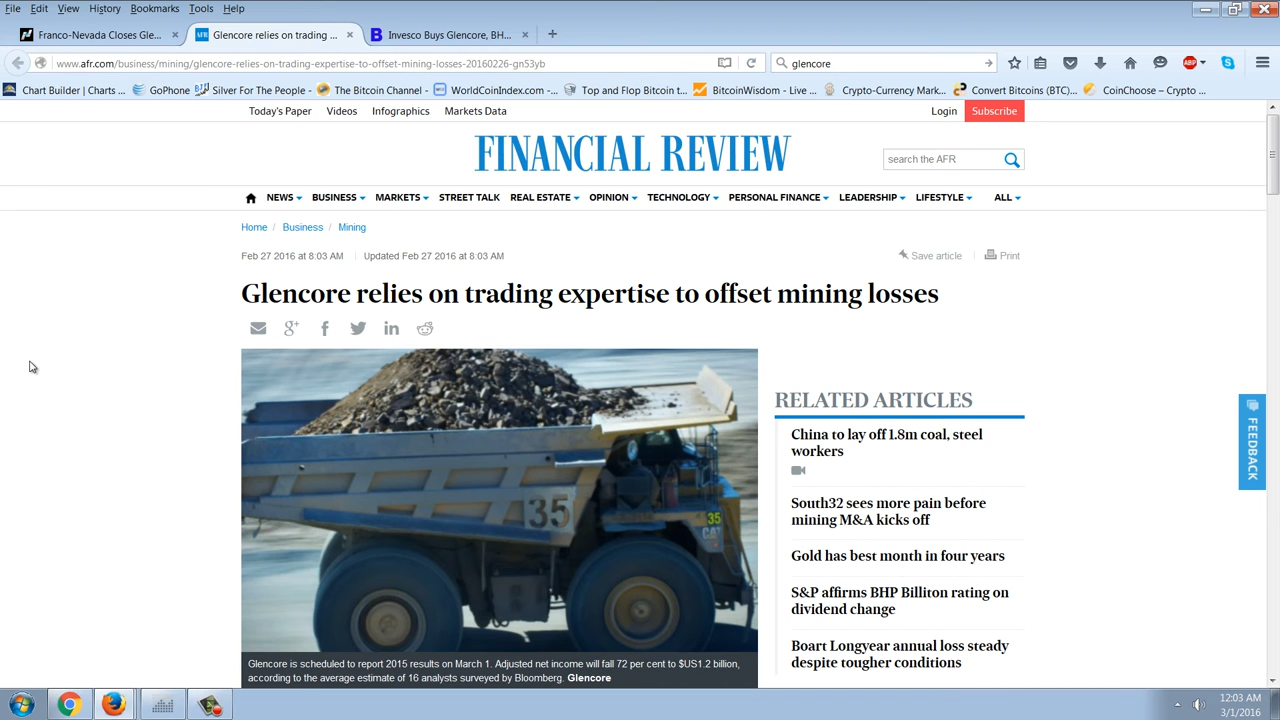 File Edit View History Bookmarks Tools Help
Franco-Nevada Closes Gle... × AFR Glencore relies on trading ... × B Invesco Buys Glencore, BH... × +
www.afr.com/business/mining/glencore-relies-on-trading-expertise-to-offset-mining-losses-20160226-gn53yb glencore ABP
Chart Builder | Charts ... GoPhone Silver For The People - ... The Bitcoin Channel - ... WorldCoinIndex.com -... Top and Flop Bitcoin t... BitcoinWisdom - Live ... Crypto-Currency Mark... Convert Bitcoins (BTC)... CoinChoose – Crypto ...
Today's Paper Videos Infographics Markets Data Login Subscribe
FINANCIAL REVIEW
search the AFR
NEWS BUSINESS MARKETS STREET TALK REAL ESTATE OPINION TECHNOLOGY PERSONAL FINANCE LEADERSHIP LIFESTYLE ALL
Home / Business / Mining
Feb 27 2016 at 8:03 AM Updated Feb 27 2016 at 8:03 AM Save article Print
Glencore relies on trading expertise to offset mining losses
35
35
CAT
Glencore is scheduled to report 2015 results on March 1. Adjusted net income will fall 72 per cent to $US1.2 billion,
according to the average estimate of 16 analysts surveyed by Bloomberg. Glencore
RELATED ARTICLES
China to lay off 1.8m coal, steel
workers
South32 sees more pain before
mining M&A kicks off
Gold has best month in four years
S&P affirms BHP Billiton rating on
dividend change
Boart Longyear annual loss steady
despite tougher conditions
FEEDBACK
12:03 AM
3/1/2016